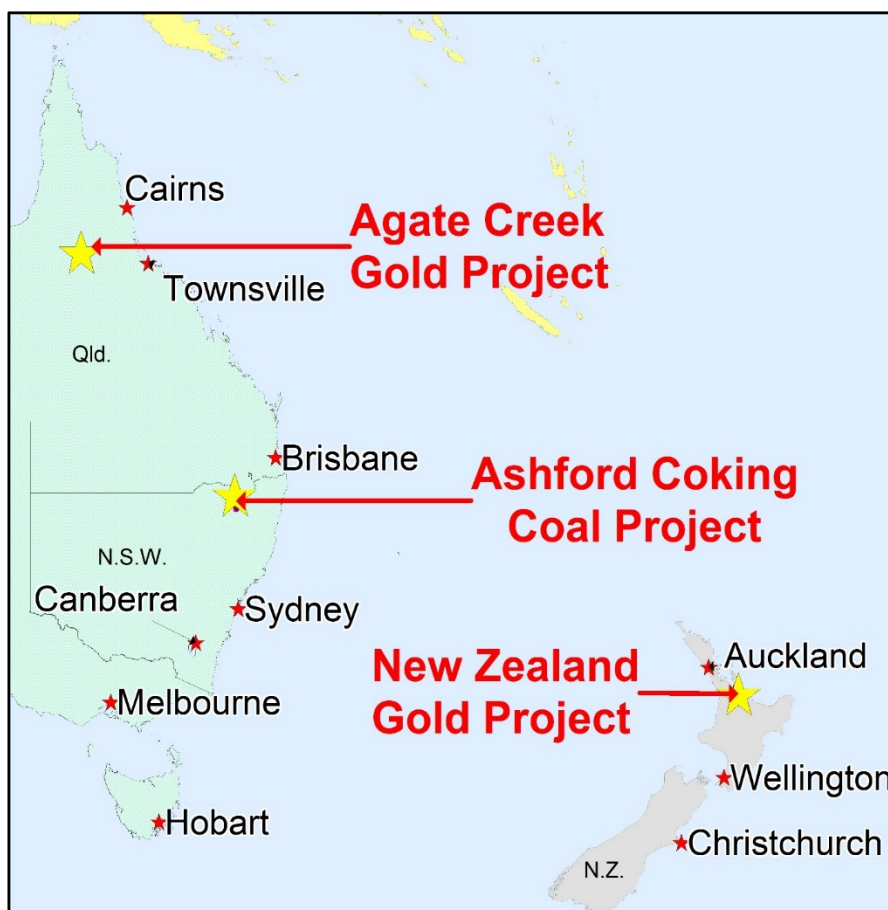 Cairns
Agate Creek
Gold Project
Townsville
Qld.
Brisbane
Ashford Coking
Coal Project
N.S.W.
Canberra
Sydney
New Zealand
Gold Project
Auckland
Melbourne
Wellington
Hobart
Christchurch
N.Z.